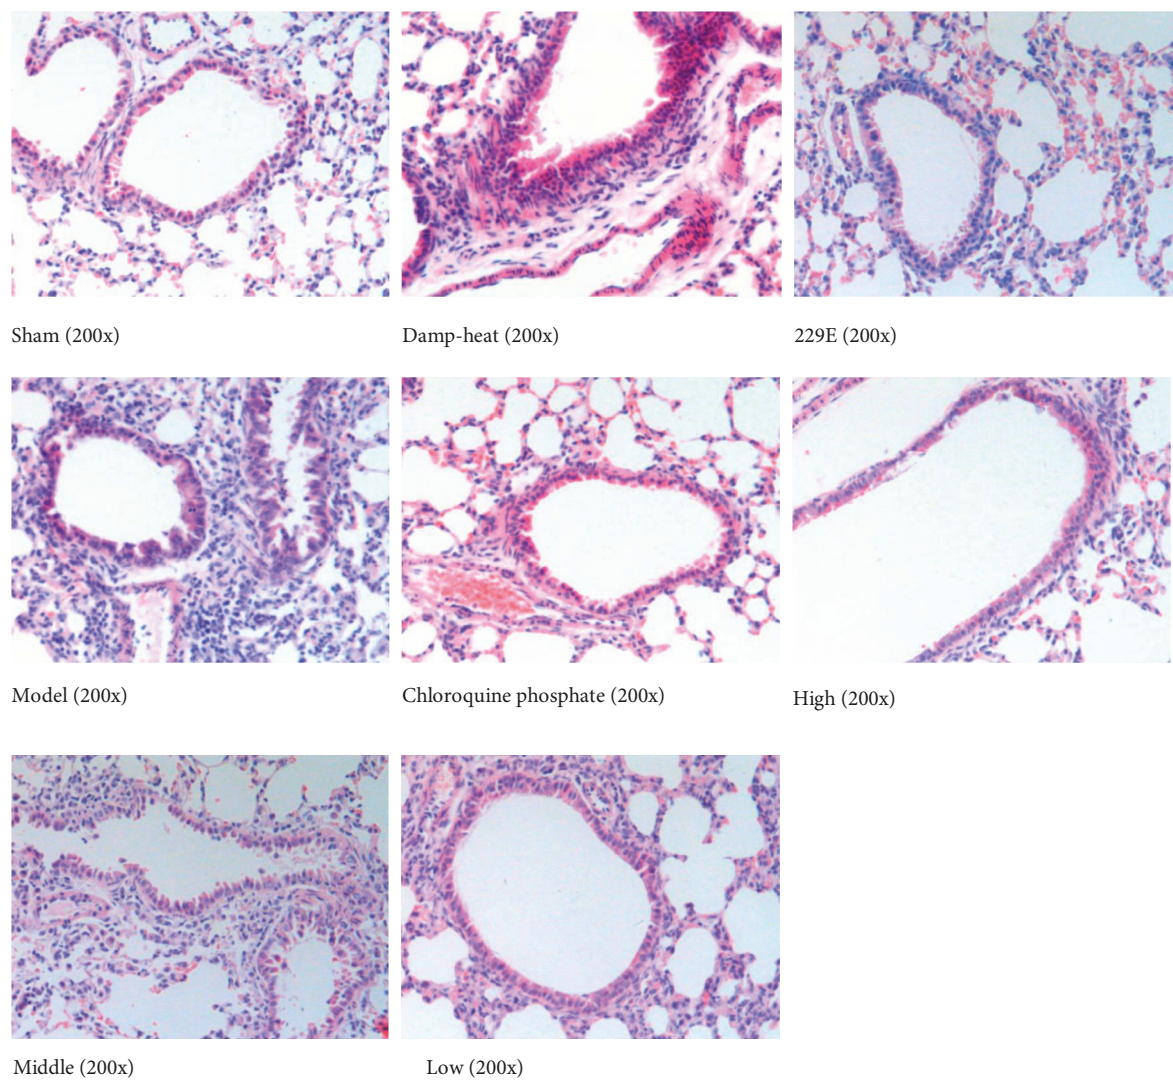 Sham (200x)
Damp-heat (200x)
229E (200x)
Model (200x)
Chloroquine phosphate (200x)
High (200x)
Middle (200x)
Low (200x)